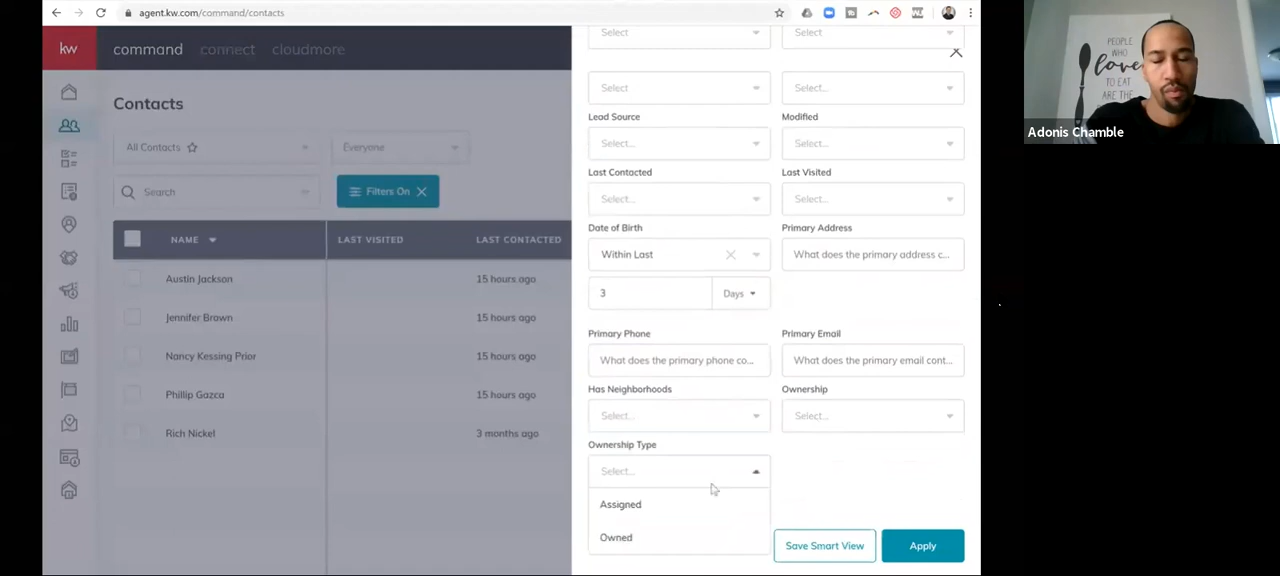 agent.kw.com/command/contacts
kw
command connect cloudmore
Contacts
All Contacts
Everyone
Search
Filters On
NAME
LAST VISITED
LAST CONTACTED
Austin Jackson
15 hours ago
Jennifer Brown
15 hours ago
Nancy Kessing Prior
15 hours ago
Phillip Gazca
15 hours ago
Rich Nickel
3 months ago
Select
Select
Select
Select...
Lead Source
Modified
Select...
Select...
Last Contacted
Last Visited
Select...
Select...
Date of Birth
Primary Address
Within Last
What does the primary address c...
3
Days
Primary Phone
Primary Email
What does the primary phone co...
What does the primary email cont...
Has Neighborhoods
Ownership
Select...
Select...
Ownership Type
Select...
Assigned
Owned
Save Smart View
Apply
PEOPLE
WHO
love
TO EAT
ARE THE
Adonis Chamble